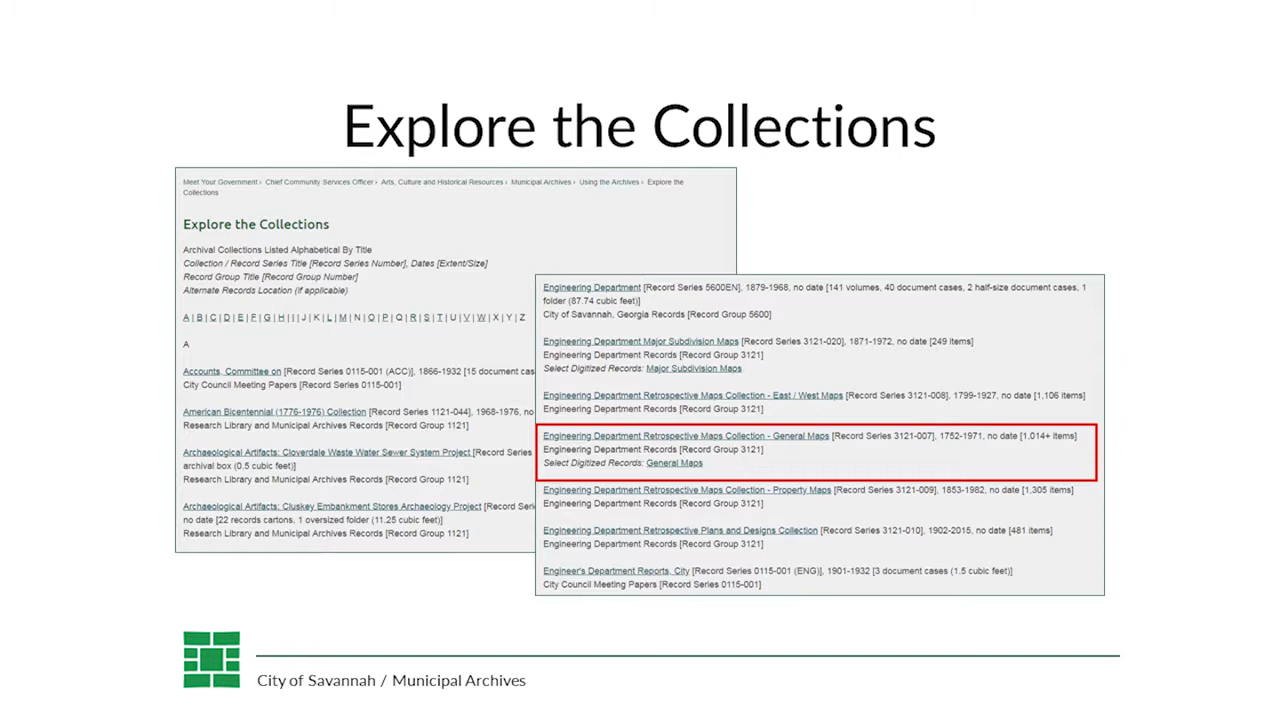 Explore the Collections
Meet Your Government › Chief Community Services Officer › Arts, Culture and Historical Resources › Municipal Archives › Using the Archives › Explore the
Collections
Explore the Collections
Archival Collections Listed Alphabetical By Title
Collection / Record Series Title [Record Series Number], Dates [Extent/Size]
Record Group Title [Record Group Number]
Alternate Records Location (if applicable)
A | B | C | D | E | F | G | H | I | J | K | L | M | N | O | P | Q | R | S | T | U | V | W | X | Y | Z
A
Accounts, Committee on [Record Series 0115-001 (ACC)], 1866-1932 [15 document cas
City Council Meeting Papers [Record Series 0115-001]
American Bicentennial (1776-1976) Collection [Record Series 1121-044], 1968-1976, no
Research Library and Municipal Archives Records [Record Group 1121]
Archaeological Artifacts: Cloverdale Waste Water Sewer System Project [Record Series
archival box (0.5 cubic feet)]
Research Library and Municipal Archives Records [Record Group 1121]
Archaeological Artifacts: Cluskey Embankment Stores Archaeology Project [Record Seri
no date [22 records cartons, 1 oversized folder (11.25 cubic feet)]
Research Library and Municipal Archives Records [Record Group 1121]
Engineering Department [Record Series 5600EN], 1879-1968, no date [141 volumes, 40 document cases, 2 half-size document cases, 1
folder (87.74 cubic feet)]
City of Savannah, Georgia Records [Record Group 5600]
Engineering Department Major Subdivision Maps [Record Series 3121-020], 1871-1972, no date [249 items]
Engineering Department Records [Record Group 3121]
Select Digitized Records: Major Subdivision Maps
Engineering Department Retrospective Maps Collection - East / West Maps [Record Series 3121-008], 1799-1927, no date [1,106 items]
Engineering Department Records [Record Group 3121]
Engineering Department Retrospective Maps Collection - General Maps [Record Series 3121-007], 1752-1971, no date [1,014+ items]
Engineering Department Records [Record Group 3121]
Select Digitized Records: General Maps
Engineering Department Retrospective Maps Collection - Property Maps [Record Series 3121-009], 1853-1982, no date [1,305 items]
Engineering Department Records [Record Group 3121]
Engineering Department Retrospective Plans and Designs Collection [Record Series 3121-010], 1902-2015, no date [481 items]
Engineering Department Records [Record Group 3121]
Engineer's Department Reports, City [Record Series 0115-001 (ENG)], 1901-1932 [3 document cases (1.5 cubic feet)]
City Council Meeting Papers [Record Series 0115-001]
City of Savannah / Municipal Archives